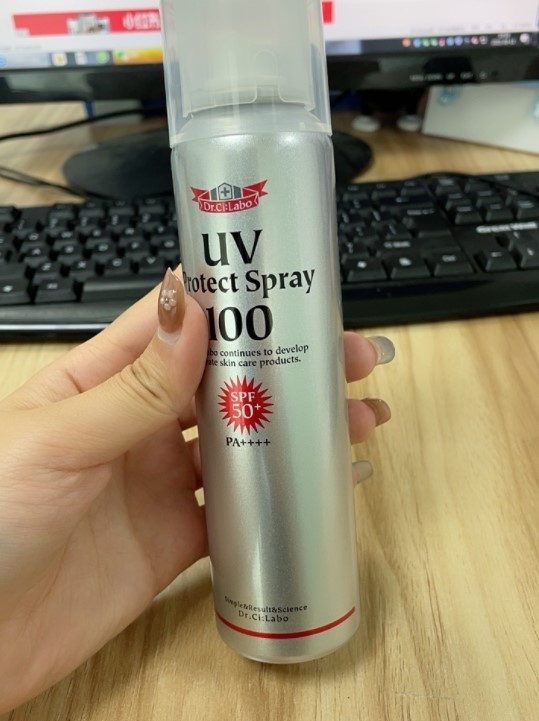 Dr.Ci:Labo
UV
Protect Spray
100
bo continues to develop
ate skin care products.
SPF
50+
PA++++
Simple&Result&Science
Dr.Ci:Labo